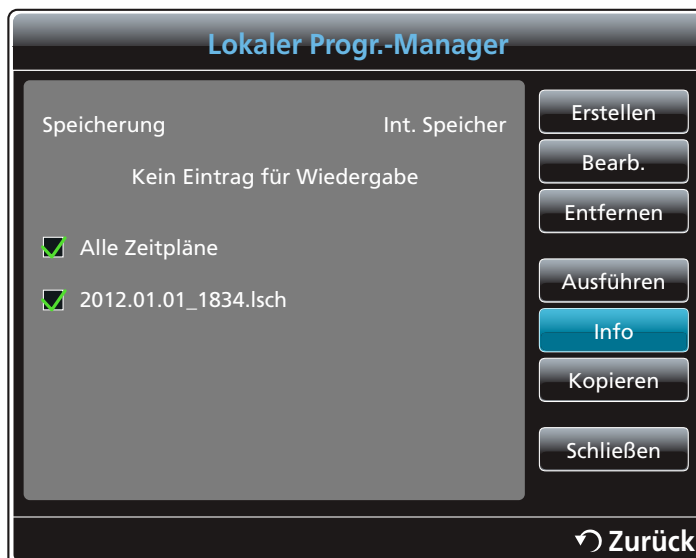 Lokaler Progr.-Manager
Speicherung Int. Speicher
Kein Eintrag für Wiedergabe
Alle Zeitpläne
2012.01.01_1834.lsch
Erstellen
Bearb.
Entfernen
Ausführen
Info
Kopieren
Schließen
Zurück